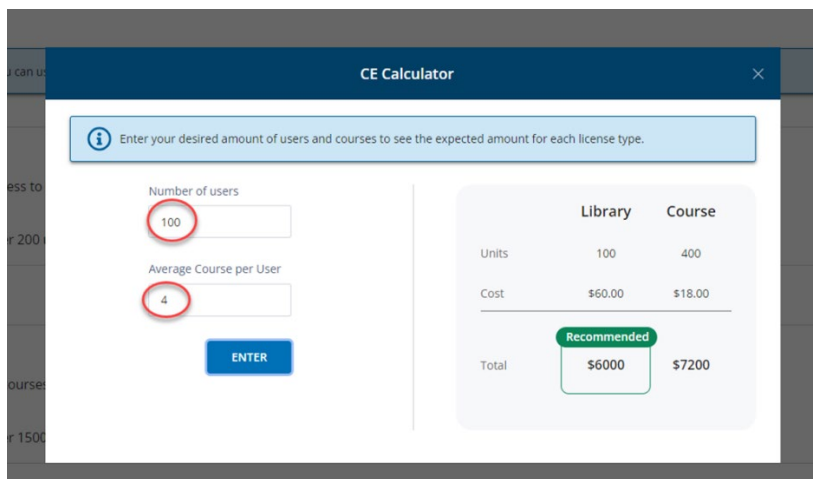 CE Calculator
can us
Enter your desired amount of users and courses to see the expected amount for each license type.
Number of users
100
Average Course per User
4
ENTER
Library Course
Units 100 400
Cost $60.00 $18.00
Recommended
Total $6000 $7200
ess to
r 200
ourses
r 1500